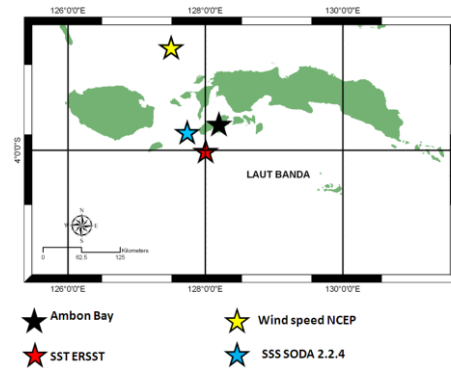 126°0'0"E 128°0'0"E 130°0'0"E
4°0'0"S
LAUT BANDA
N
W E
S
Kilometers
0 62,5 125
126°0'0"E 128°0'0"E 130°0'0"E
Ambon Bay
Wind speed NCEP
SST ERSST
SSS SODA 2.2.4